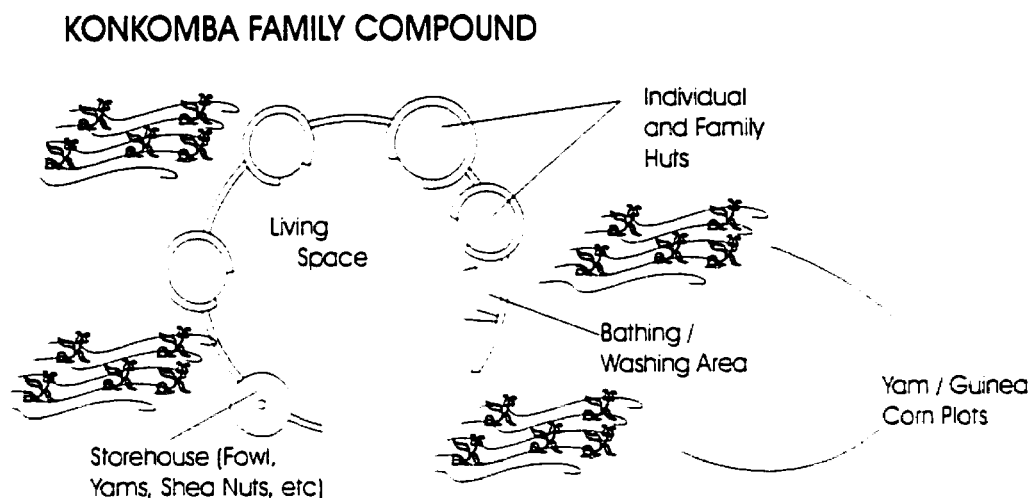 KONKOMBA FAMILY COMPOUND
Individual
and Family
Huts
Living
Space
Bathing /
Washing Area
Yam / Guinea
Corn Plots
Storehouse (Fowl,
Yams, Shea Nuts, etc)